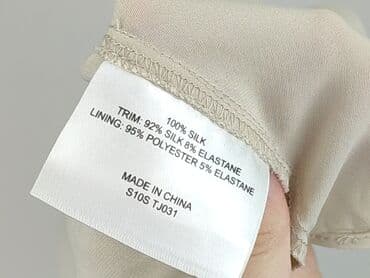 100% SILK
TRIM: 92% SILK 8% ELASTANE
LINING: 95% POLYESTER 5% ELASTANE
MADE IN CHINA
S10S TJ031